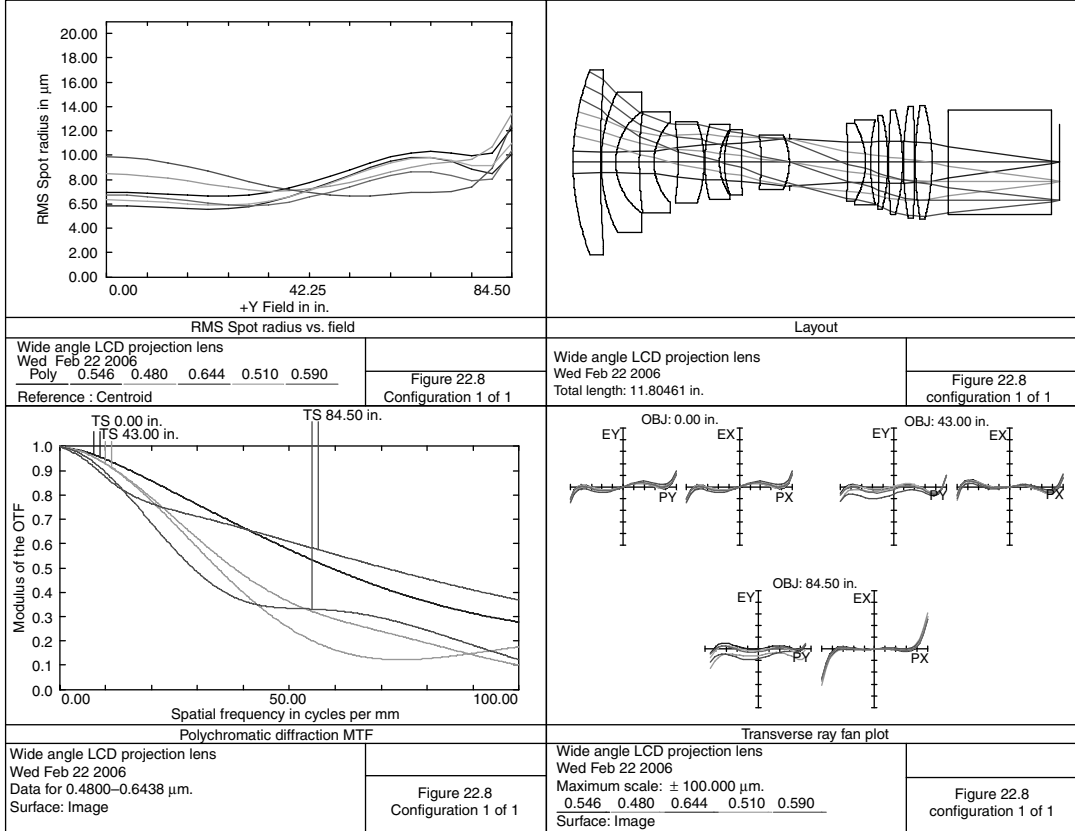 20.00
18.00
16.00
14.00
12.00
10.00
8.00
6.50
4.00
2.00
0.00
RMS Spot radius in μm
0.00 42.25 84.50
+Y Field in in.
RMS Spot radius vs. field
Wide angle LCD projection lens
Wed Feb 22 2006
Poly 0.546 0.480 0.644 0.510 0.590
Reference : Centroid
Figure 22.8
Configuration 1 of 1
Layout
Wide angle LCD projection lens
Wed Feb 22 2006
Total length: 11.80461 in.
Figure 22.8
configuration 1 of 1
TS 0.00 in.
TS 43.00 in.
TS 84.50 in.
1.0
0.9
0.8
0.7
0.6
0.5
0.4
0.3
0.2
0.1
0.0
Modulus of the OTF
0.00 50.00 100.00
Spatial frequency in cycles per mm
Polychromatic diffraction MTF
Wide angle LCD projection lens
Wed Feb 22 2006
Data for 0.4800–0.6438 μm.
Surface: Image
Figure 22.8
Configuration 1 of 1
OBJ: 0.00 in.
EY EX
PY PX
OBJ: 43.00 in.
EY EX
PY PX
OBJ: 84.50 in.
EY EX
PY PX
Transverse ray fan plot
Wide angle LCD projection lens
Wed Feb 22 2006
Maximum scale: ± 100.000 μm.
0.546 0.480 0.644 0.510 0.590
Surface: Image
Figure 22.8
configuration 1 of 1